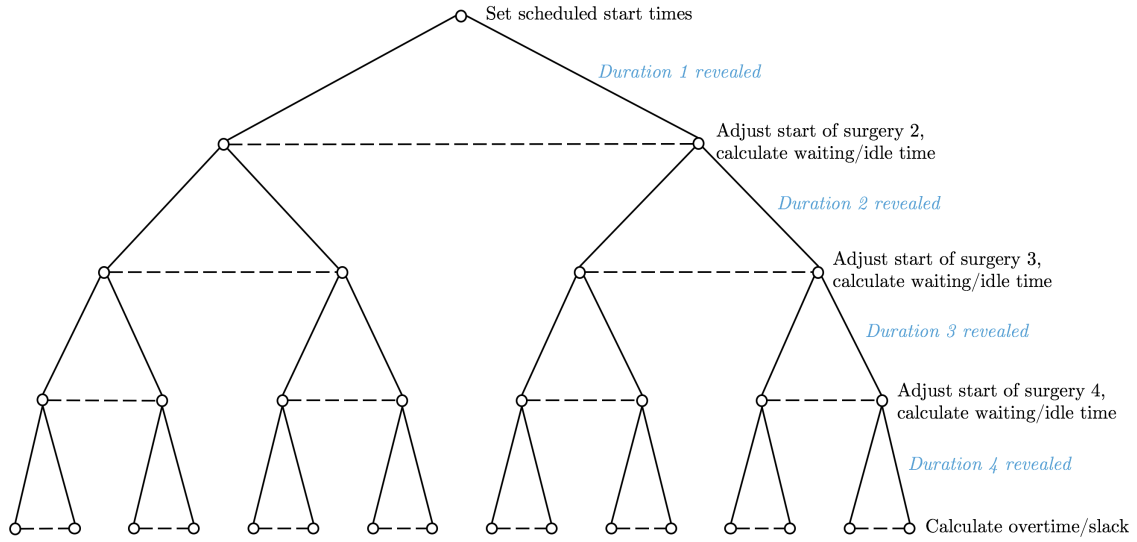 Set scheduled start times
Duration 1 revealed
Adjust start of surgery 2,
calculate waiting/idle time
Duration 2 revealed
Adjust start of surgery 3,
calculate waiting/idle time
Duration 3 revealed
Adjust start of surgery 4,
calculate waiting/idle time
Duration 4 revealed
Calculate overtime/slack